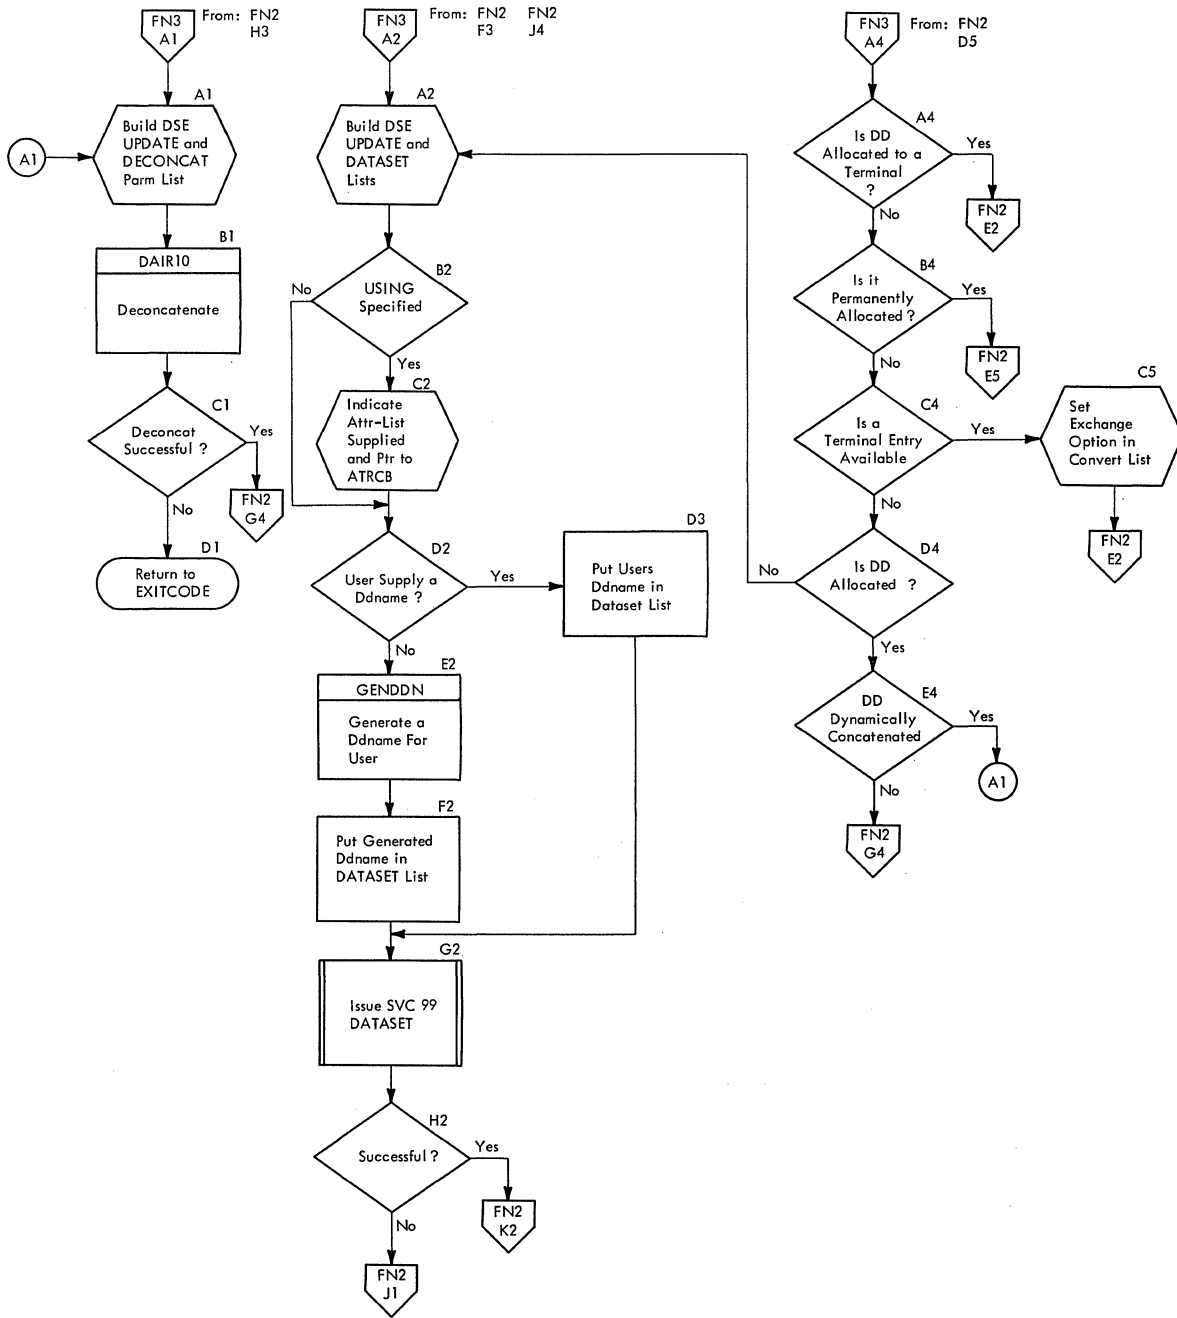 FN3
A1
From: FN2
H3
A1
A1
Build DSE
UPDATE and
DECONCAT
Parm List
B1
DAIR10
Deconcatenate
C1
Deconcat
Successful ?
Yes
FN2
G4
No
D1
Return to
EXITCODE
FN3
A2
From: FN2 FN2
F3 J4
A2
Build DSE
UPDATE and
DATASET
Lists
B2
No
USING
Specified
Yes
C2
Indicate
Attr-List
Supplied
and Ptr to
ATRCB
D2
User Supply a
Ddname ?
Yes
D3
Put Users
Ddname in
Dataset List
No
E2
GENDDN
Generate a
Ddname For
User
F2
Put Generated
Ddname in
DATASET List
G2
Issue SVC 99
DATASET
H2
Successful ?
Yes
FN2
K2
No
FN2
J1
FN3
A4
From: FN2
D5
A4
Is DD
Allocated to a
Terminal
?
Yes
FN2
E2
No
B4
Is it
Permanently
Allocated ?
Yes
FN2
E5
No
C4
Is a
Terminal Entry
Available
Yes
C5
Set
Exchange
Option in
Convert List
FN2
E2
No
D4
Is DD
Allocated ?
No
Yes
E4
DD
Dynamically
Concatenated
Yes
A1
No
FN2
G4